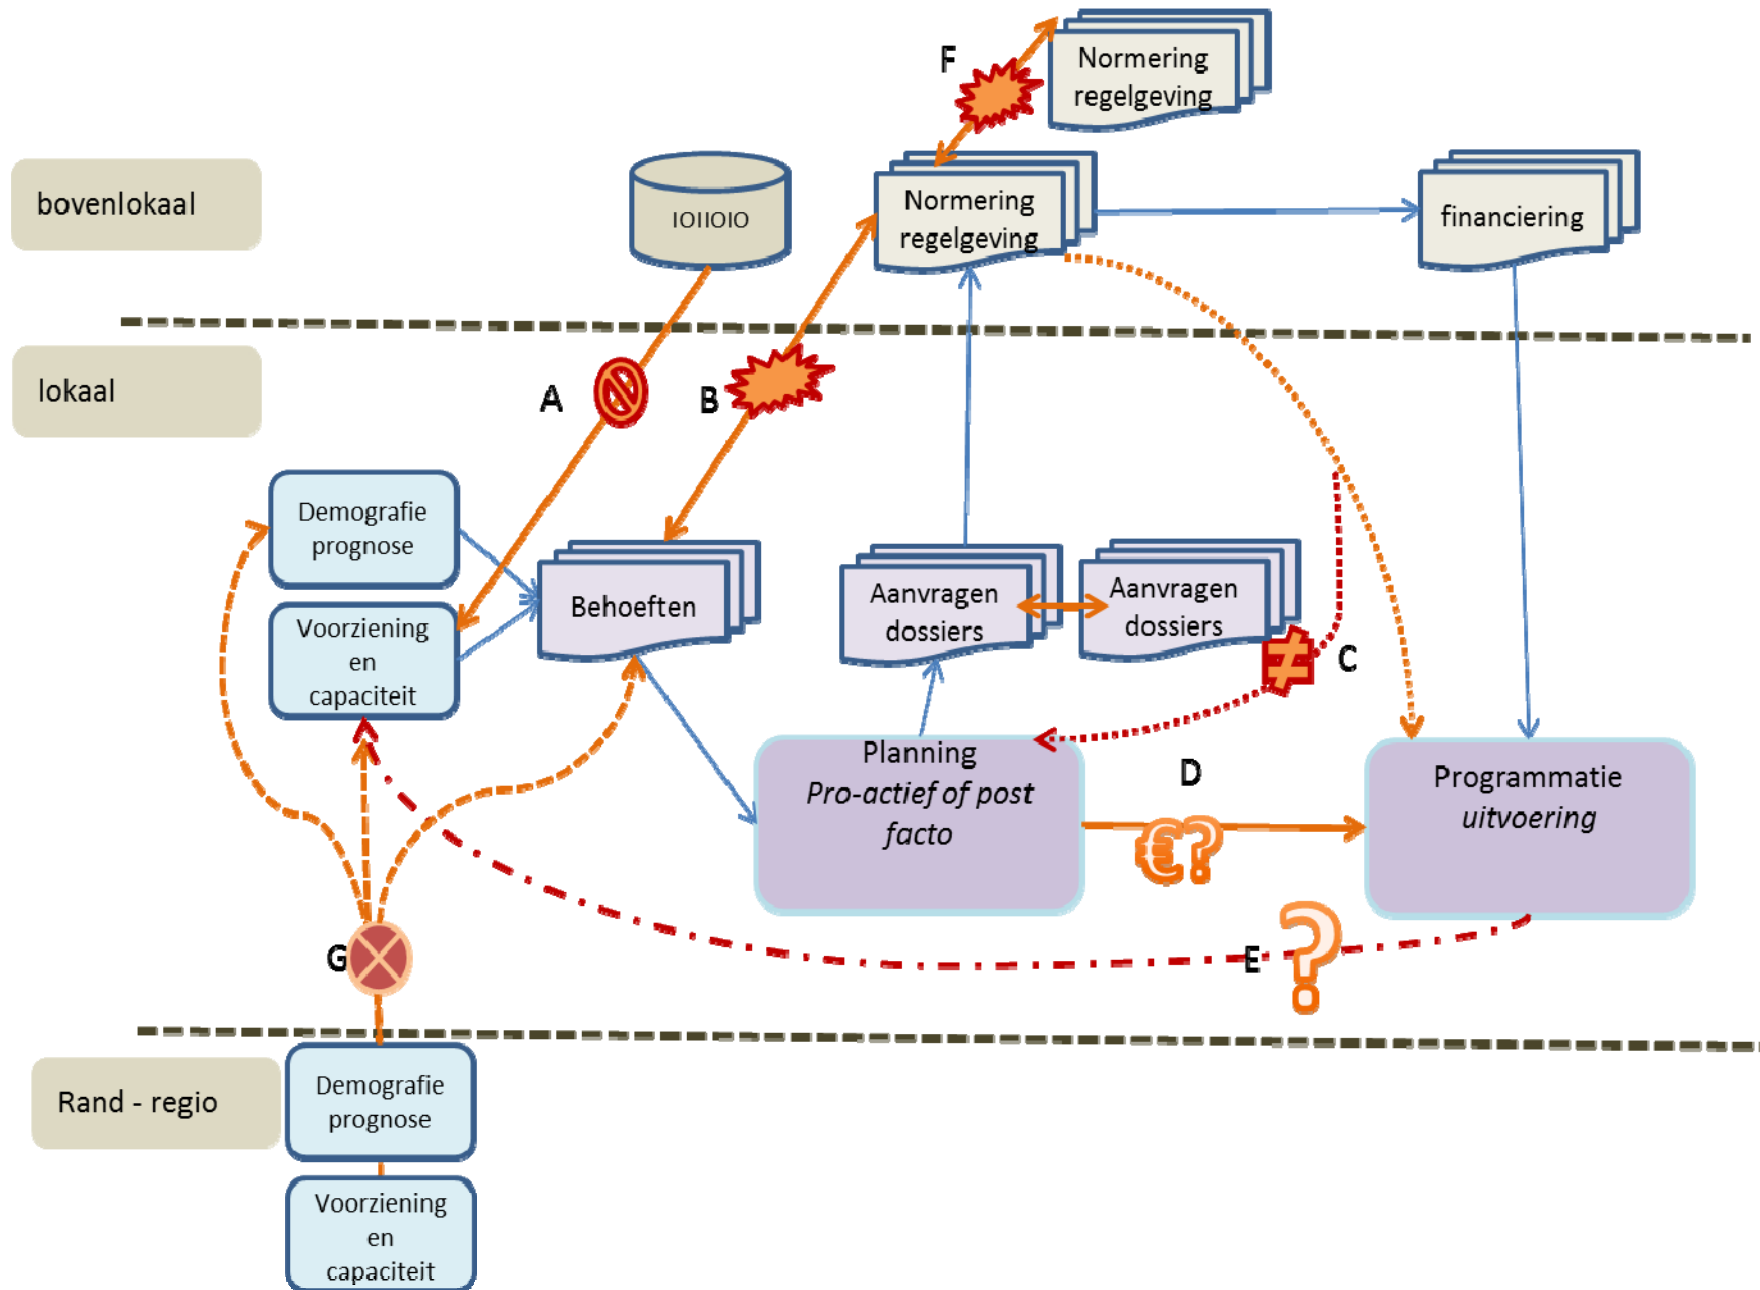 F
Normering
regelgeving
bovenlokaal
IOIIOIO
Normering
regelgeving
financiering
lokaal
A
B
Demografie
prognose
Voorziening
en
capaciteit
Behoeften
Aanvragen
dossiers
Aanvragen
dossiers
≠
C
Planning
Pro-actief of post
facto
D
€?
Programmatie
uitvoering
G
E
?
Rand - regio
Demografie
prognose
Voorziening
en
capaciteit